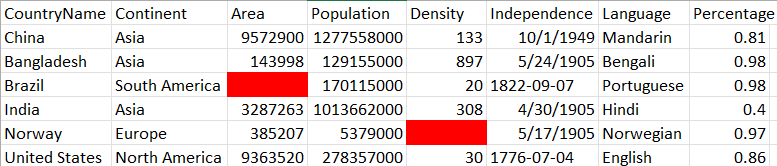 CountryName Continent Area Population Density Independence Language Percentage
China Asia 9572900 1277558000 133 10/1/1949 Mandarin 0.81
Bangladesh Asia 143998 129155000 897 5/24/1905 Bengali 0.98
Brazil South America 170115000 20 1822-09-07 Portuguese 0.98
India Asia 3287263 1013662000 308 4/30/1905 Hindi 0.4
Norway Europe 385207 5379000 5/17/1905 Norwegian 0.97
United States North America 9363520 278357000 30 1776-07-04 English 0.86